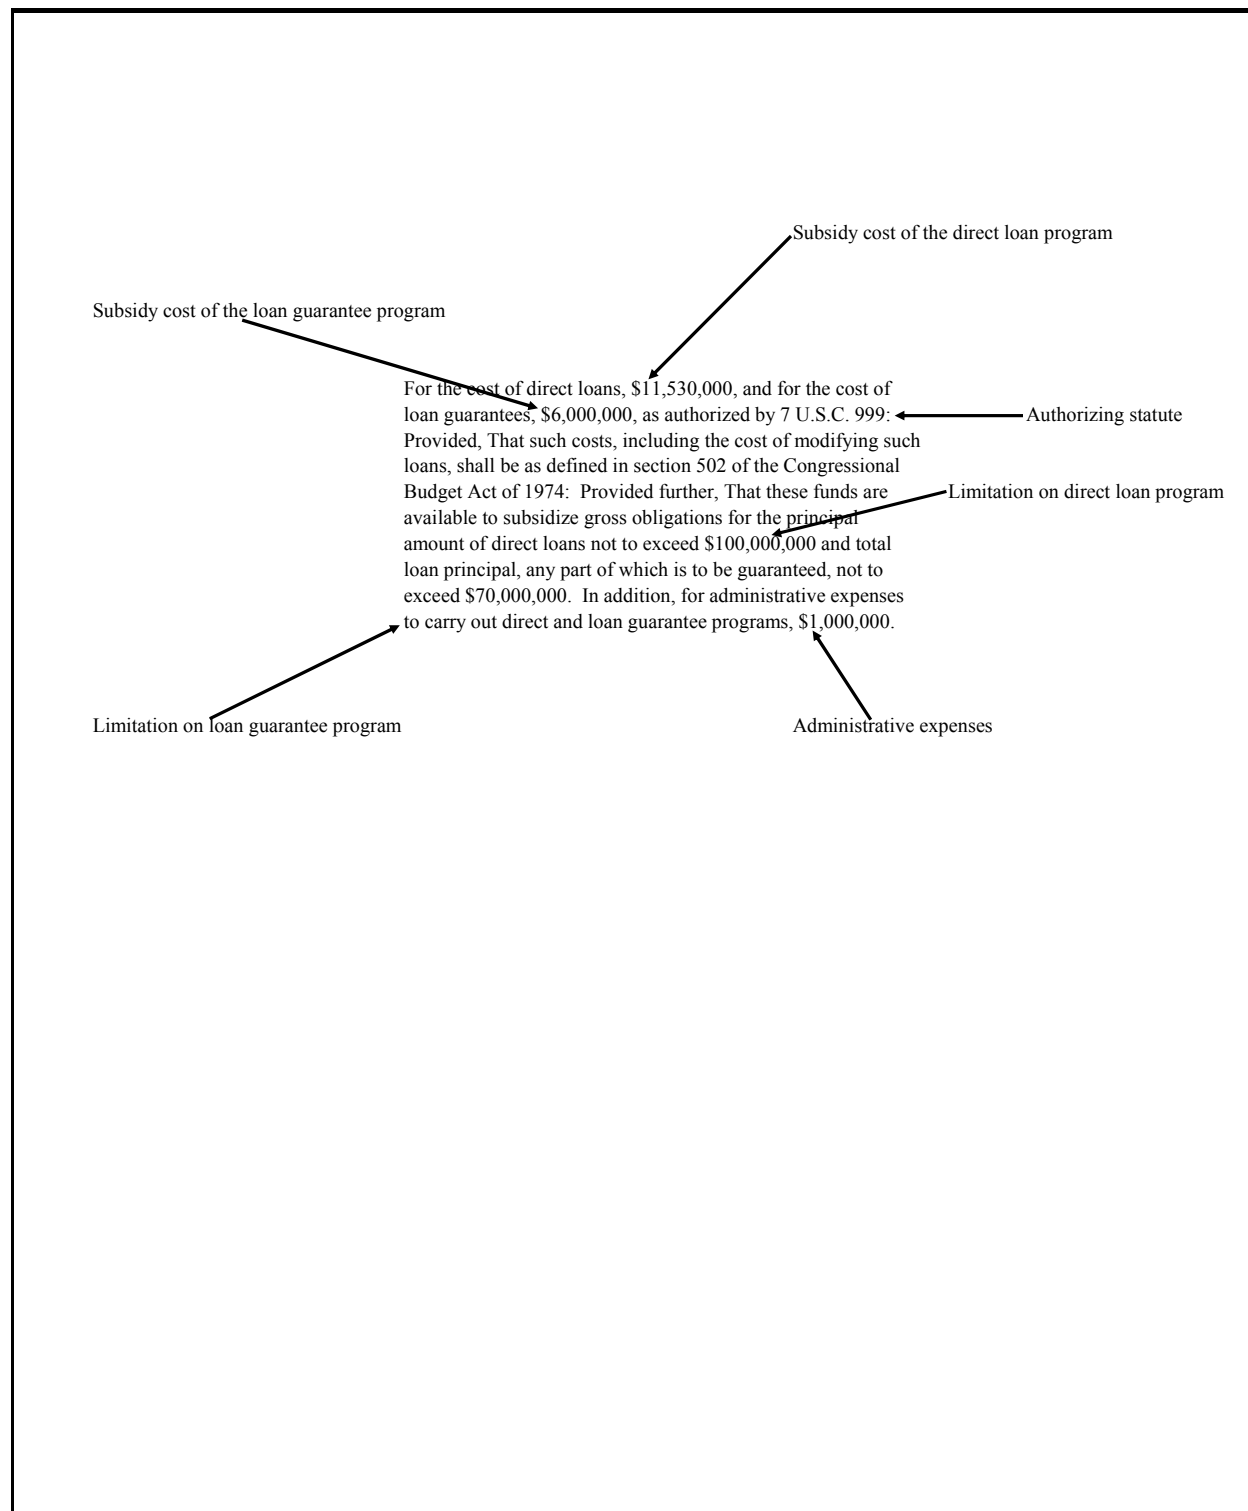 Subsidy cost of the direct loan program
Subsidy cost of the loan guarantee program
For the cost of direct loans, $11,530,000, and for the cost of
loan guarantees, $6,000,000, as authorized by 7 U.S.C. 999:
Authorizing statute
Provided, That such costs, including the cost of modifying such
loans, shall be as defined in section 502 of the Congressional
Budget Act of 1974:  Provided further, That these funds are
Limitation on direct loan program
available to subsidize gross obligations for the principal
amount of direct loans not to exceed $100,000,000 and total
loan principal, any part of which is to be guaranteed, not to
exceed $70,000,000.  In addition, for administrative expenses
to carry out direct and loan guarantee programs, $1,000,000.
Limitation on loan guarantee program
Administrative expenses